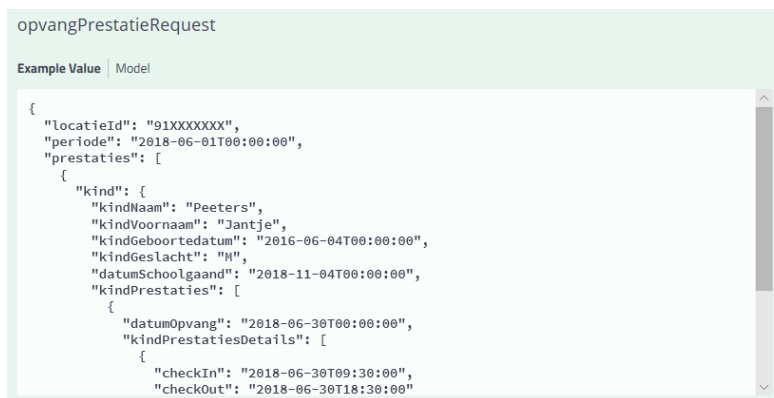 opvangPrestatieRequest
Example Value Model
{
"locatieId": "91XXXXXXX",
"periode": "2018-06-01T00:00:00",
"prestaties": [
{
"kind": {
"kindNaam": "Peeters",
"kindVoornaam": "Jantje",
"kindGeboortedatum": "2016-06-04T00:00:00",
"kindGeslacht": "M",
"datumSchoolgaand": "2018-11-04T00:00:00",
"kindPrestaties": [
{
"datumOpvang": "2018-06-30T00:00:00",
"kindPrestatiesDetails": [
{
"checkIn": "2018-06-30T09:30:00",
"checkOut": "2018-06-30T18:30:00"